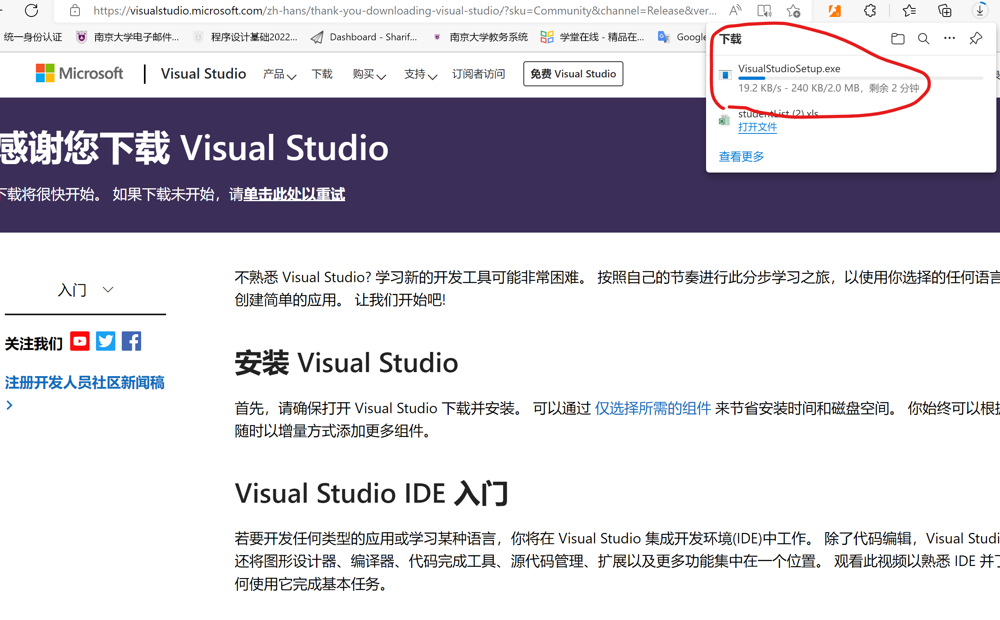 https://visualstudio.microsoft.com/zh-hans/thank-you-downloading-visual-studio/?sku=Community&channel=Release&ver...
统一身份认证 南京大学电子邮件... 程序设计基础2022... Dashboard - Sharif... 南京大学教务系统 学堂在线 - 精品在... Google
下载
Microsoft Visual Studio 产品 下载 购买 支持 订阅者访问 免费 Visual Studio
VisualStudioSetup.exe
19.2 KB/s - 240 KB/2.0 MB，剩余 2 分钟
studentList (2).xls
打开文件
查看更多
感谢您下载 Visual Studio
下载将很快开始。 如果下载未开始，请单击此处以重试
入门
关注我们
注册开发人员社区新闻稿
不熟悉 Visual Studio? 学习新的开发工具可能非常困难。 按照自己的节奏进行此分步学习之旅，以使用你选择的任何语言
创建简单的应用。 让我们开始吧!
安装 Visual Studio
首先，请确保打开 Visual Studio 下载并安装。 可以通过 仅选择所需的组件 来节省安装时间和磁盘空间。 你始终可以根据
随时以增量方式添加更多组件。
Visual Studio IDE 入门
若要开发任何类型的应用或学习某种语言，你将在 Visual Studio 集成开发环境(IDE)中工作。 除了代码编辑，Visual Studi
还将图形设计器、编译器、代码完成工具、源代码管理、扩展以及更多功能集中在一个位置。 观看此视频以熟悉 IDE 并了
何使用它完成基本任务。